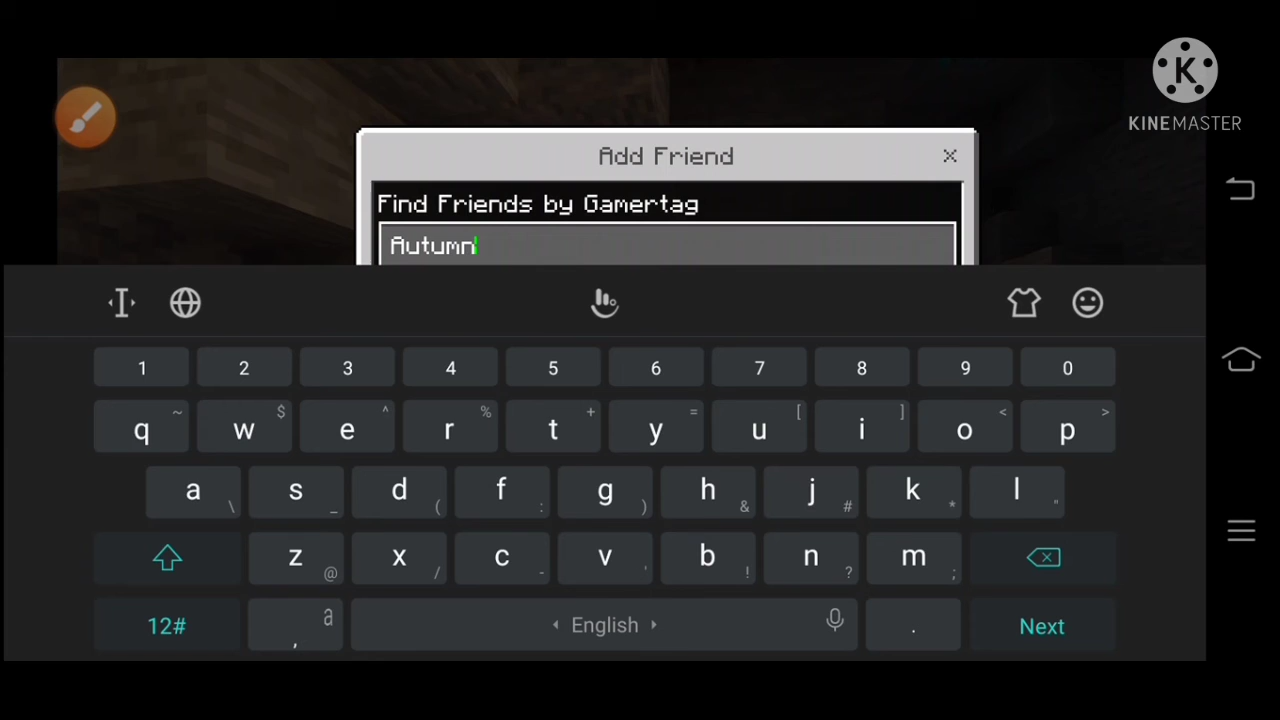 K
KINEMASTER
Add Friend
Find Friends by Gamertag
Autumn
1 2 3 4 5 6 7 8 9 0
~ $ ^ % + = [ ] < >
q w e r t y u i o p
a s d f g h j k l
\ _ ( : ) & # * "
z x c v b n m
@ / - ' ! ? ;
12# , a English . Next